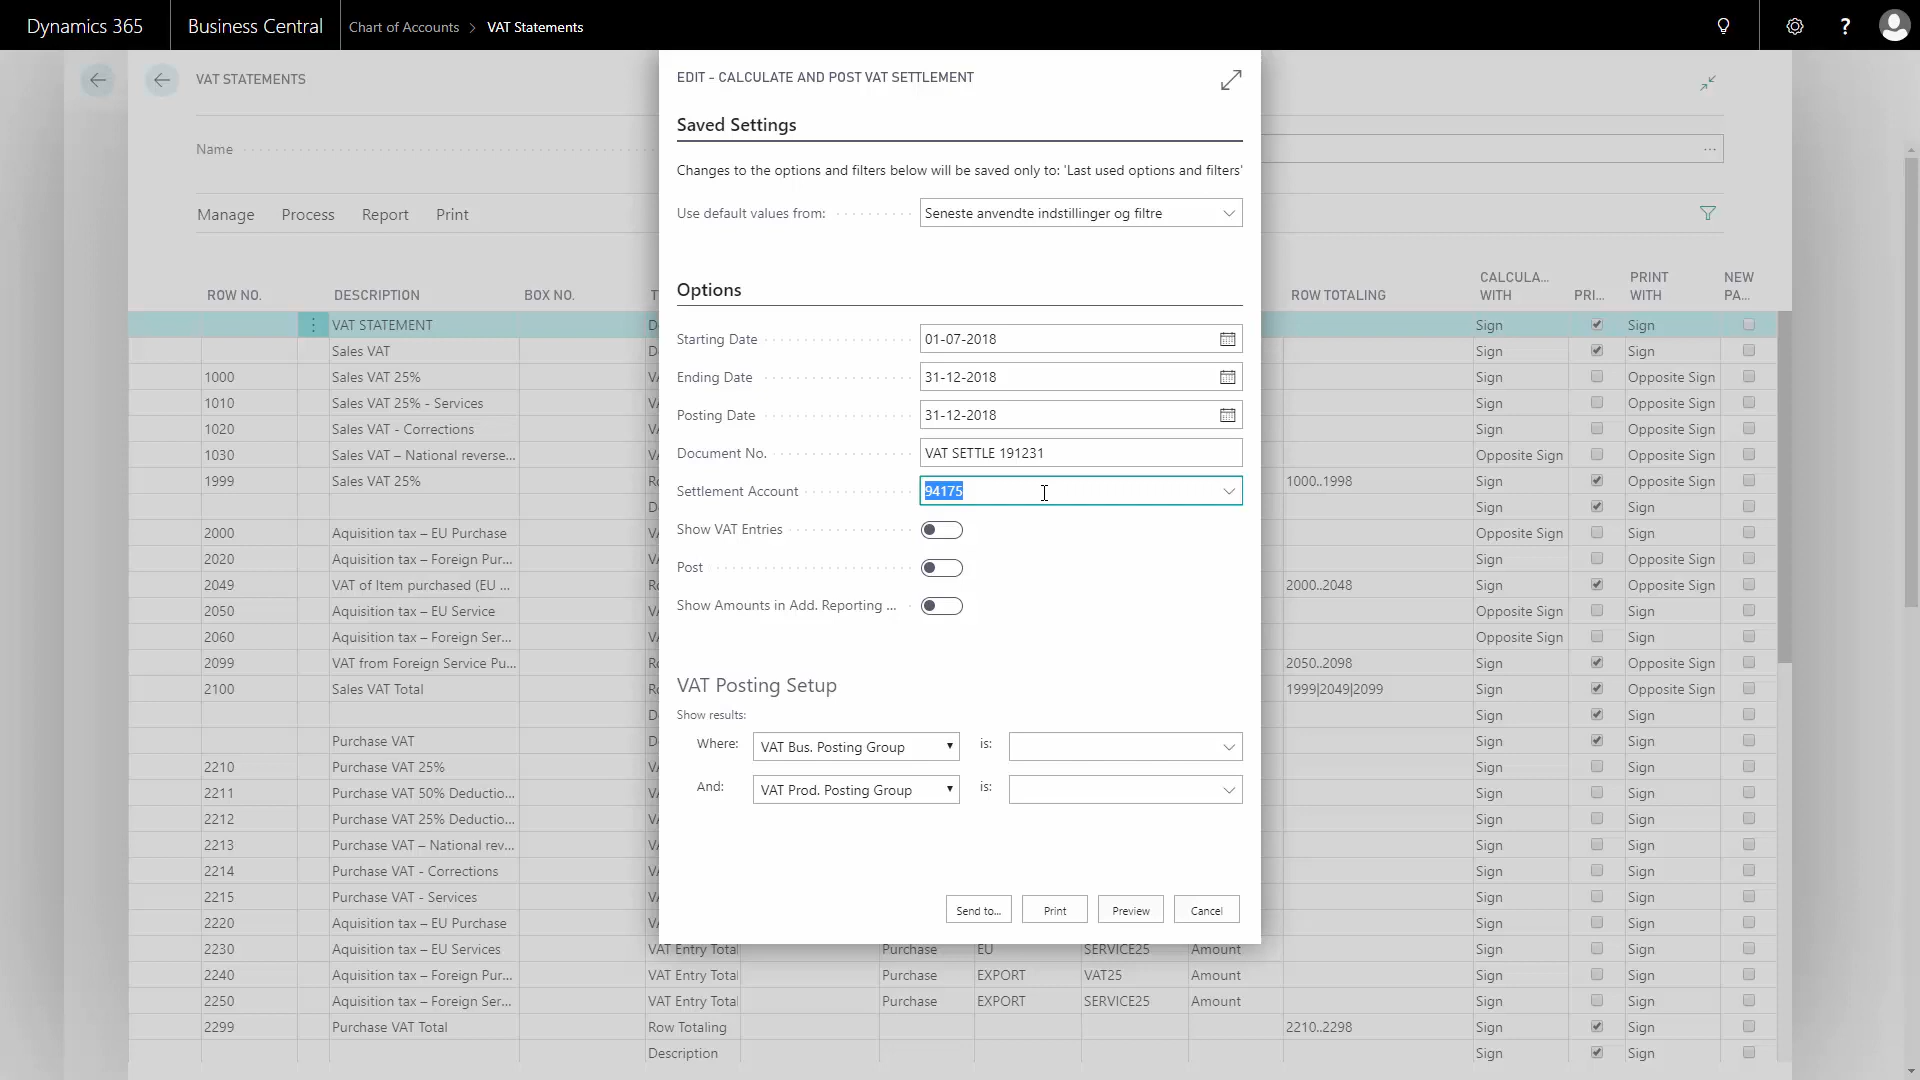 Dynamics 365
Business Central
Chart of Accounts > VAT Statements
?
VAT STATEMENTS
Name
...
Manage Process Report Print
EDIT - CALCULATE AND POST VAT SETTLEMENT
Saved Settings
Changes to the options and filters below will be saved only to: 'Last used options and filters'
Use default values from: Seneste anvendte indstillinger og filtre
Options
Starting Date 01-07-2018
Ending Date 31-12-2018
Posting Date 31-12-2018
Document No. VAT SETTLE 191231
Settlement Account 94175
Show VAT Entries
Post
Show Amounts in Add. Reporting ...
VAT Posting Setup
Show results:
Where: VAT Bus. Posting Group is:
And: VAT Prod. Posting Group is:
Send to... Print Preview Cancel
ROW NO. DESCRIPTION BOX NO. ROW TOTALING CALCULA... WITH PRI... PRINT WITH NEW PA...
VAT STATEMENT Sign Sign
Sales VAT Sign Sign
1000 Sales VAT 25% Sign Opposite Sign
1010 Sales VAT 25% - Services Sign Opposite Sign
1020 Sales VAT - Corrections Sign Opposite Sign
1030 Sales VAT – National reverse... Opposite Sign Opposite Sign
1999 Sales VAT 25% 1000..1998 Sign Opposite Sign
Sign Sign
2000 Aquisition tax – EU Purchase Opposite Sign Sign
2020 Aquisition tax – Foreign Pur... Sign Opposite Sign
2049 VAT of Item purchased (EU ... 2000..2048 Sign Opposite Sign
2050 Aquisition tax – EU Service Opposite Sign Sign
2060 Aquisition tax – Foreign Ser... Opposite Sign Sign
2099 VAT from Foreign Service Pu... 2050..2098 Sign Opposite Sign
2100 Sales VAT Total 1999|2049|2099 Sign Opposite Sign
Sign Sign
Purchase VAT Sign Sign
2210 Purchase VAT 25% Sign Sign
2211 Purchase VAT 50% Deductio... Sign Sign
2212 Purchase VAT 25% Deductio... Sign Sign
2213 Purchase VAT – National rev... Sign Sign
2214 Purchase VAT - Corrections Sign Sign
2215 Purchase VAT - Services Sign Sign
2220 Aquisition tax – EU Purchase Sign Sign
2230 Aquisition tax – EU Services VAT Entry Total Purchase EU SERVICE25 Amount Sign Sign
2240 Aquisition tax – Foreign Pur... VAT Entry Total Purchase EXPORT VAT25 Amount Sign Sign
2250 Aquisition tax – Foreign Ser... VAT Entry Total Purchase EXPORT SERVICE25 Amount Sign Sign
2299 Purchase VAT Total Row Totaling 2210..2298 Sign Sign
Description Sign Sign